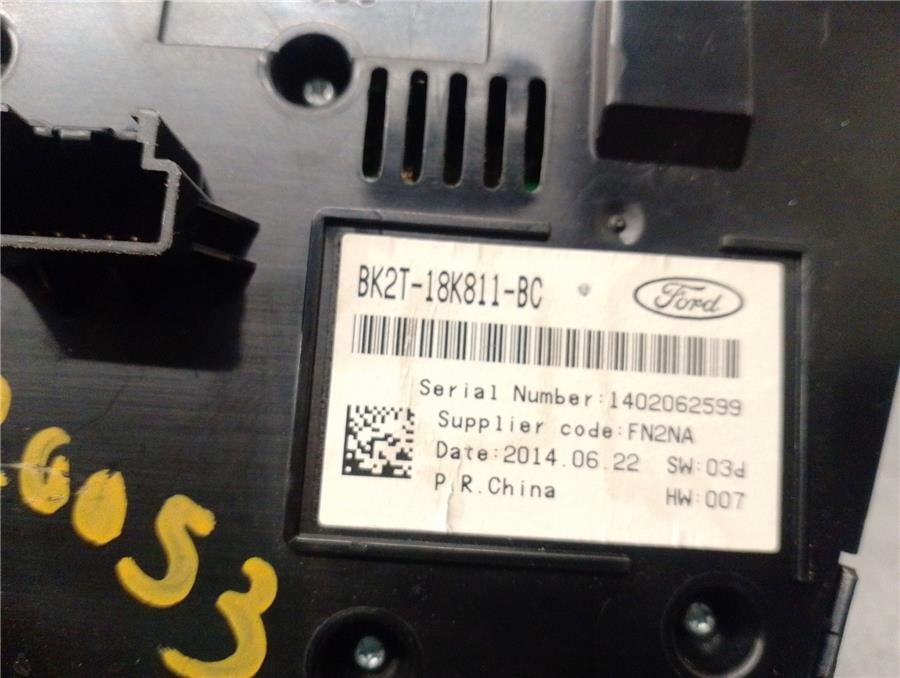 BK2T-18K811-BC
Ford
Serial Number:1402062599
Supplier code:FN2NA
Date:2014.06.22 SW:03d
P.R.China HW:007
6053